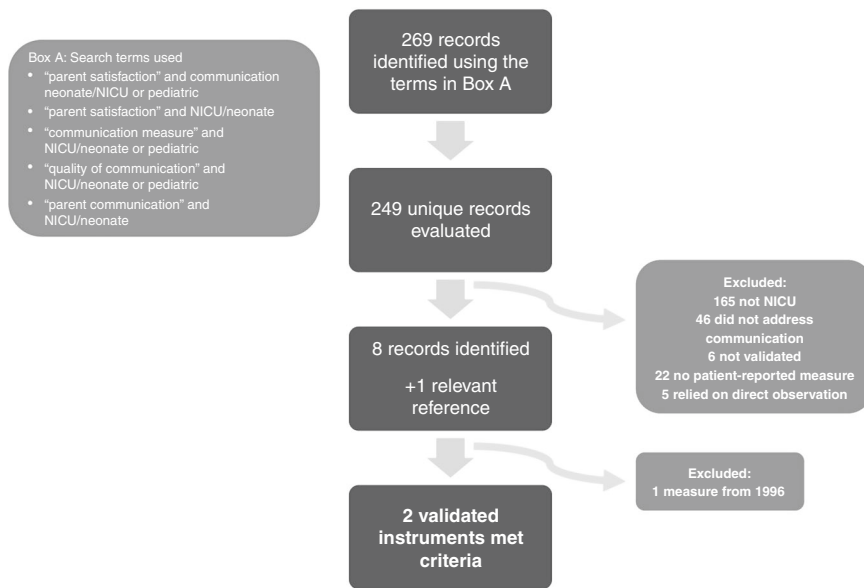 Box A: Search terms used
• “parent satisfaction” and communication
neonate/NICU or pediatric
• “parent satisfaction” and NICU/neonate
• “communication measure” and
NICU/neonate or pediatric
• “quality of communication” and
NICU/neonate or pediatric
• “parent communication” and
NICU/neonate
269 records
identified using the
terms in Box A
249 unique records
evaluated
Excluded:
165 not NICU
46 did not address
communication
6 not validated
22 no patient-reported measure
5 relied on direct observation
8 records identified
+1 relevant
reference
Excluded:
1 measure from 1996
2 validated
instruments met
criteria